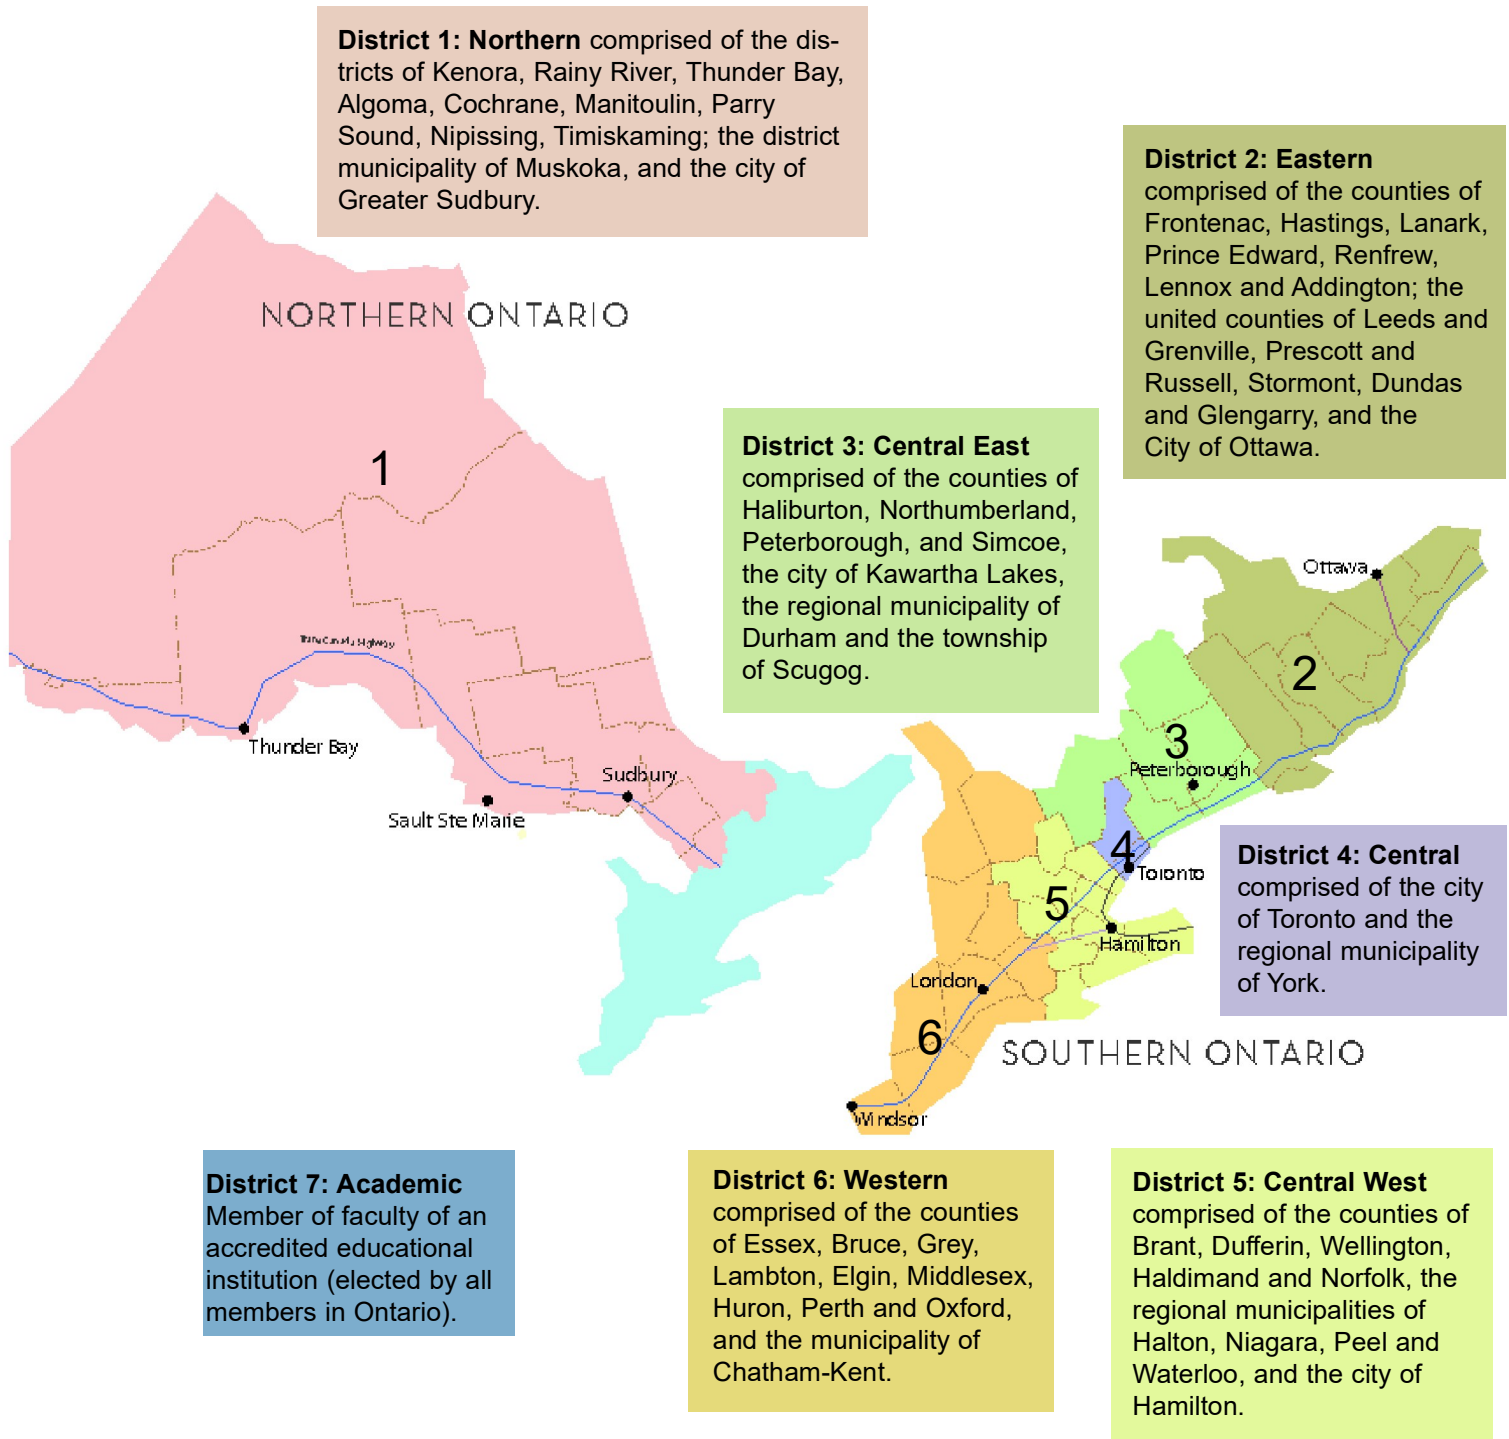 District 1: Northern comprised of the dis-
tricts of Kenora, Rainy River, Thunder Bay,
Algoma, Cochrane, Manitoulin, Parry
Sound, Nipissing, Timiskaming; the district
municipality of Muskoka, and the city of
Greater Sudbury.
District 2: Eastern
comprised of the counties of
Frontenac, Hastings, Lanark,
Prince Edward, Renfrew,
Lennox and Addington; the
united counties of Leeds and
Grenville, Prescott and
Russell, Stormont, Dundas
and Glengarry, and the
City of Ottawa.
NORTHERN ONTARIO
1
District 3: Central East
comprised of the counties of
Haliburton, Northumberland,
Peterborough, and Simcoe,
the city of Kawartha Lakes,
the regional municipality of
Durham and the township
of Scugog.
Ottawa
2
Trans Canada Highway
Thunder Bay
Sudbury
Sault Ste Marie
3
Peterborough
4
Toronto
5
Hamilton
London
6
Windsor
District 4: Central
comprised of the city
of Toronto and the
regional municipality
of York.
SOUTHERN ONTARIO
District 7: Academic
Member of faculty of an
accredited educational
institution (elected by all
members in Ontario).
District 6: Western
comprised of the counties
of Essex, Bruce, Grey,
Lambton, Elgin, Middlesex,
Huron, Perth and Oxford,
and the municipality of
Chatham-Kent.
District 5: Central West
comprised of the counties of
Brant, Dufferin, Wellington,
Haldimand and Norfolk, the
regional municipalities of
Halton, Niagara, Peel and
Waterloo, and the city of
Hamilton.